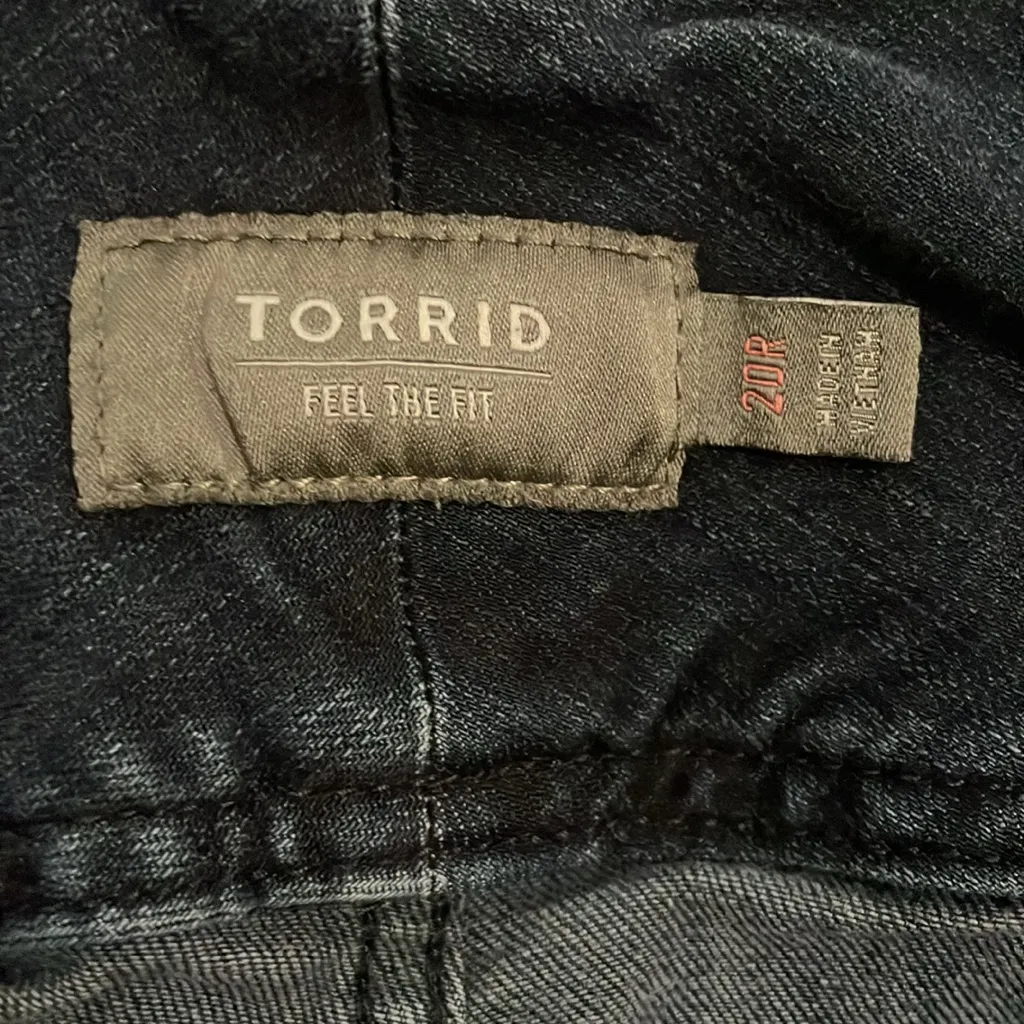 TORRID
FEEL THE FIT
20R
MADE IN
VIETNAM